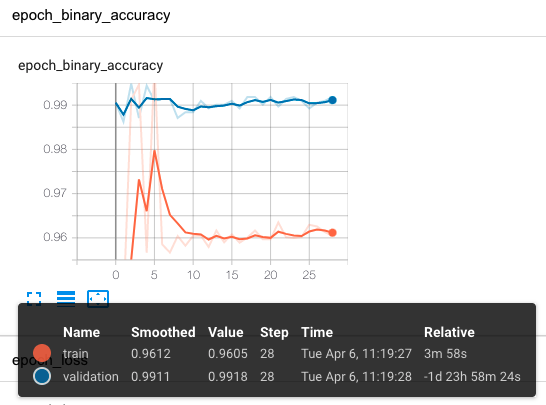 epoch_binary_accuracy
epoch_binary_accuracy
0.99
0.98
0.97
0.96
0 5 10 15 20 25
Name Smoothed Value Step Time Relative
train 0.9612 0.9605 28 Tue Apr 6, 11:19:27 3m 58s
epoch_loss
validation 0.9911 0.9918 28 Tue Apr 6, 11:19:28 -1d 23h 58m 24s